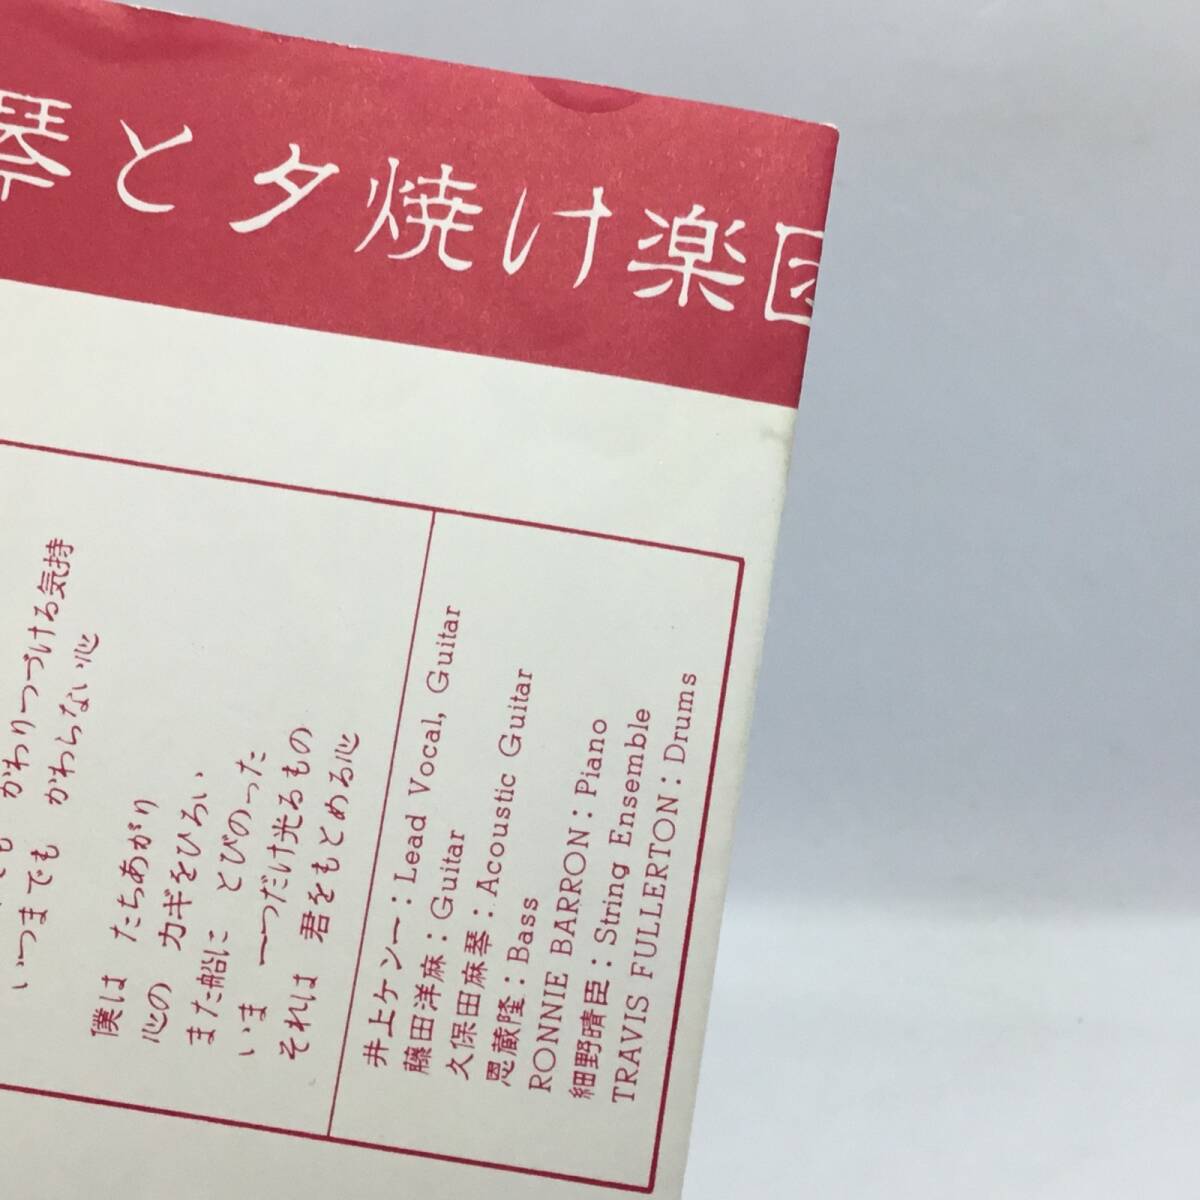 琴と夕焼け楽団
かわりつづける気持
いつまでも かわらない心
僕は たちあがり
心の カギをひろい
また船に とびのった
いま 一つだけ光るもの
それは 君をもとめる心
井上ケン一：Lead Vocal, Guitar
藤田洋麻：Guitar
久保田麻琴：Acoustic Guitar
恩蔵隆：Bass
RONNIE BARRON：Piano
細野晴臣：String Ensemble
TRAVIS FULLERTON：Drums